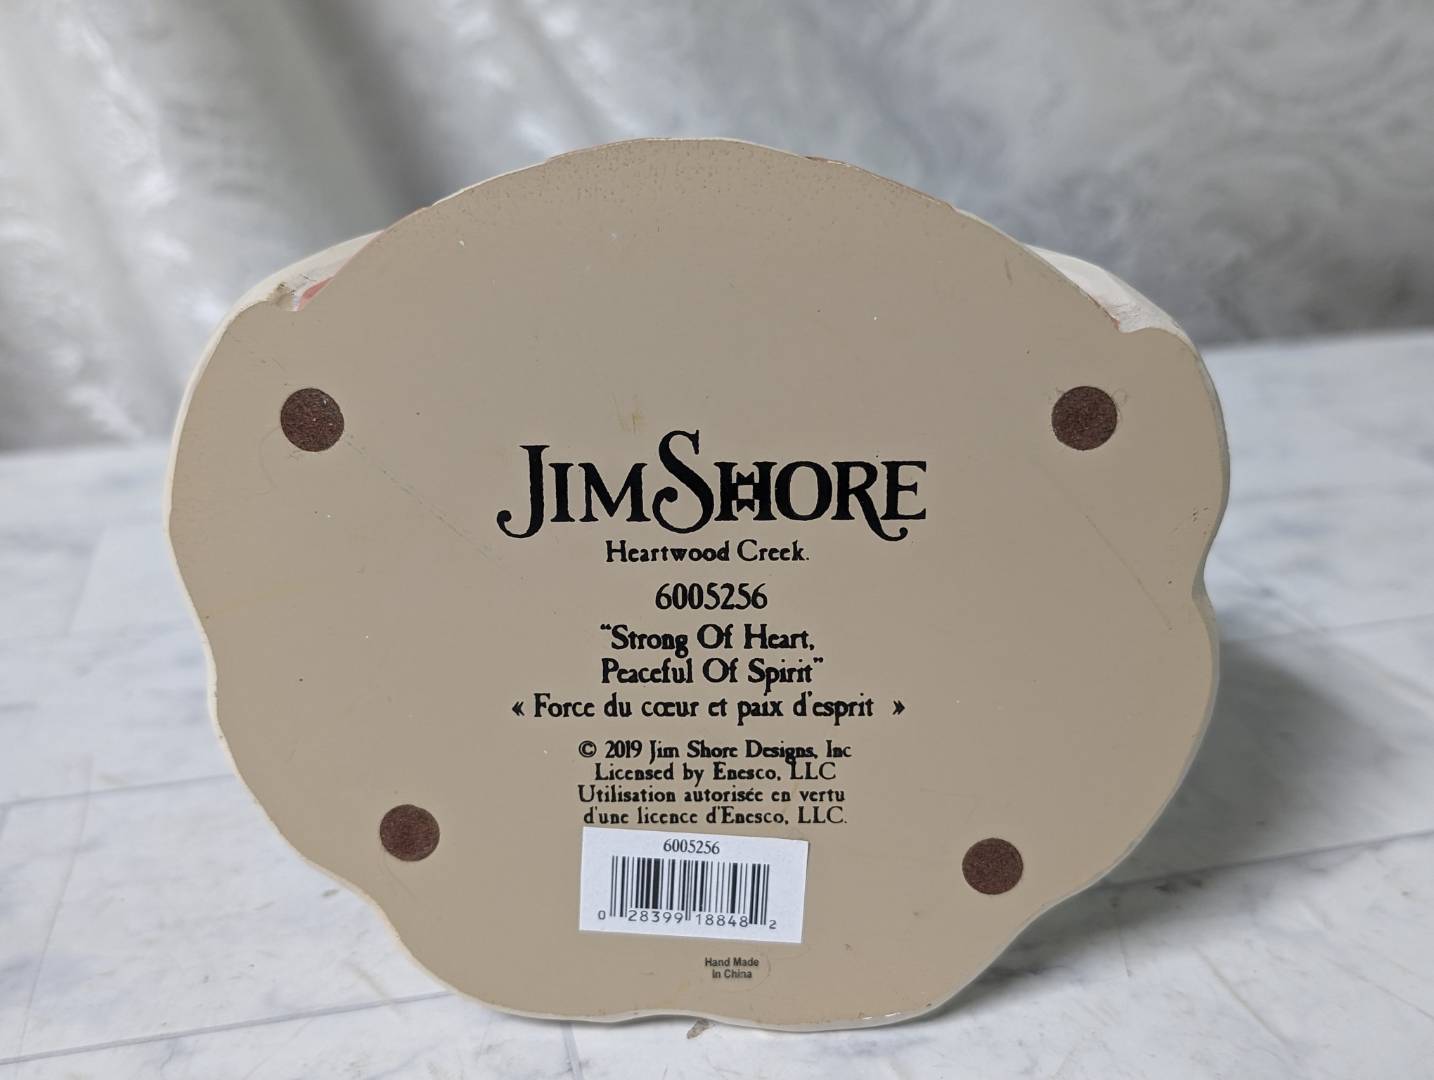 JIM SHORE
Heartwood Creek.
6005256
"Strong Of Heart,
Peaceful Of Spirit"
« Force du cœur et paix d'esprit »
© 2019 Jim Shore Designs, Inc
Licensed by Enesco, LLC
Utilisation autorisée en vertu
d'une licence d'Enesco, LLC.
6005256
0 28399 18848 2
Hand Made
In China